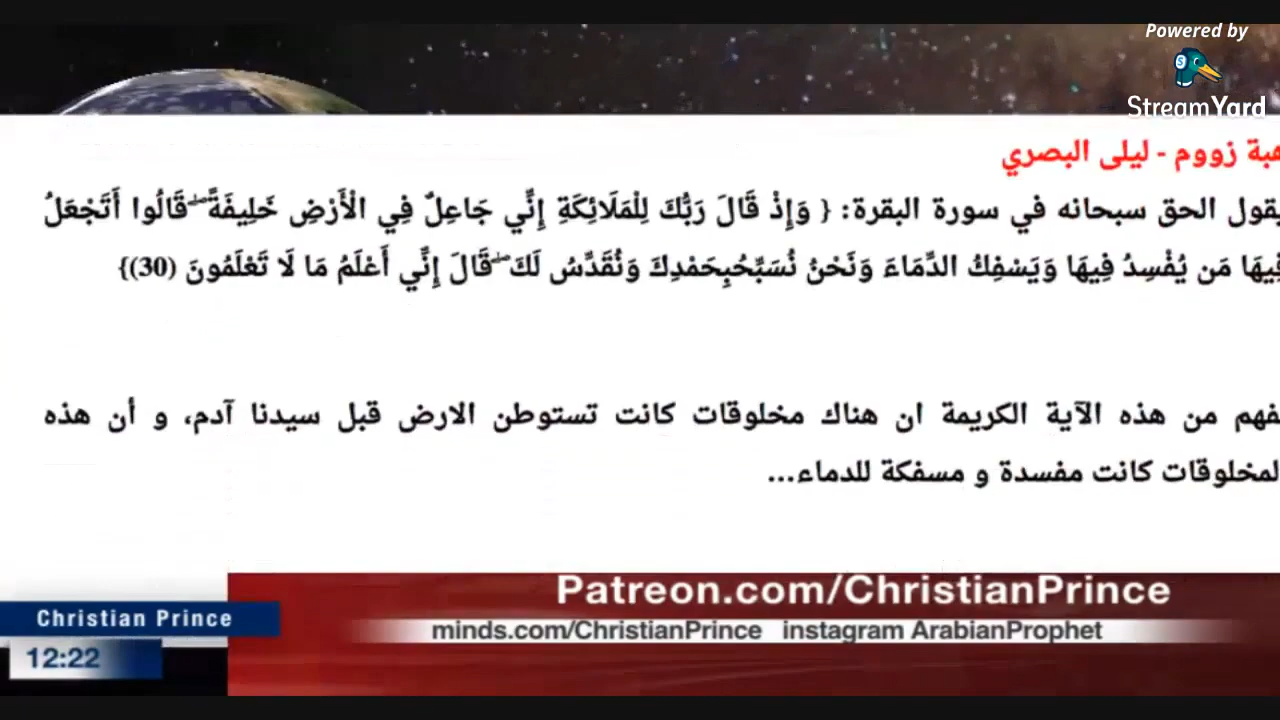 Powered by
StreamYard
هبة زووم - ليلى البصري
يقول الحق سبحانه في سورة البقرة: { وَإِذْ قَالَ رَبُّكَ لِلْمَلَائِكَةِ إِنِّي جَاعِلٌ فِي الْأَرْضِ خَلِيفَةً ۖ قَالُوا أَتَجْعَلُ
فِيهَا مَن يُفْسِدُ فِيهَا وَيَسْفِكُ الدِّمَاءَ وَنَحْنُ نُسَبِّحُبِحَمْدِكَ وَنُقَدِّسُ لَكَ ۖ قَالَ إِنِّي أَعْلَمُ مَا لَا تَعْلَمُونَ (30)}
من هذه الآية الكريمة ان هناك مخلوقات كانت تستوطن الارض قبل سيدنا آدم، و أن هذه
المخلوقات كانت مفسدة و مسفكة للدماء...
Patreon.com/ChristianPrince
Christian Prince
minds.com/ChristianPrince instagram ArabianProphet
12:22